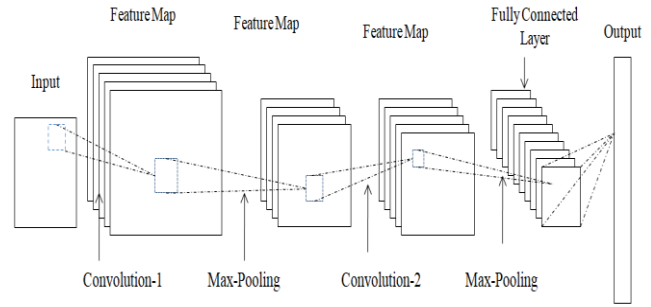 Feature Map
Feature Map
Feature Map
Fully Connected
Layer
Output
Input
Convolution-1
Max-Pooling
Convolution-2
Max-Pooling